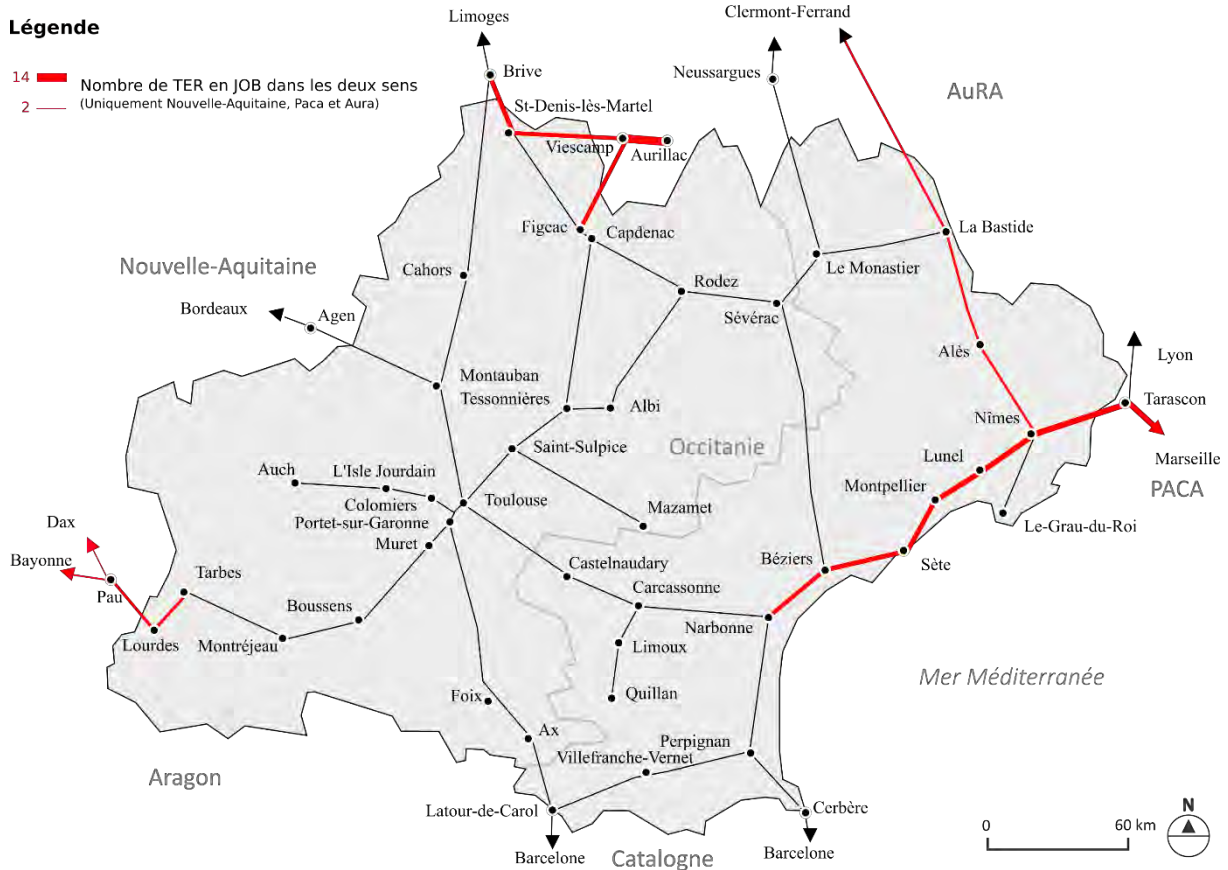 Limoges
Clermont-Ferrand
Légende
14
Nombre de TER en JOB dans les deux sens
2
(Uniquement Nouvelle-Aquitaine, Paca et Aura)
Brive
Neussargues
AuRA
St-Denis-lès-Martel
Viescamp
Aurillac
Figeac
Capdenac
La Bastide
Nouvelle-Aquitaine
Cahors
Le Monastier
Rodez
Bordeaux
Agen
Sévérac
Alès
Lyon
Montauban
Tessonnières
Albi
Tarascon
Nîmes
Saint-Sulpice
Occitanie
Marseille
PACA
Lunel
Auch
L'Isle Jourdain
Colomiers
Toulouse
Montpellier
Portet-sur-Garonne
Mazamet
Le-Grau-du-Roi
Dax
Muret
Bayonne
Pau
Tarbes
Castelnaudary
Béziers
Sète
Carcassonne
Boussens
Narbonne
Lourdes
Montréjeau
Limoux
Mer Méditerranée
Foix
Quillan
Ax
Perpignan
Villefranche-Vernet
Aragon
Latour-de-Carol
Cerbère
N
0
60 km
Barcelone
Catalogne
Barcelone